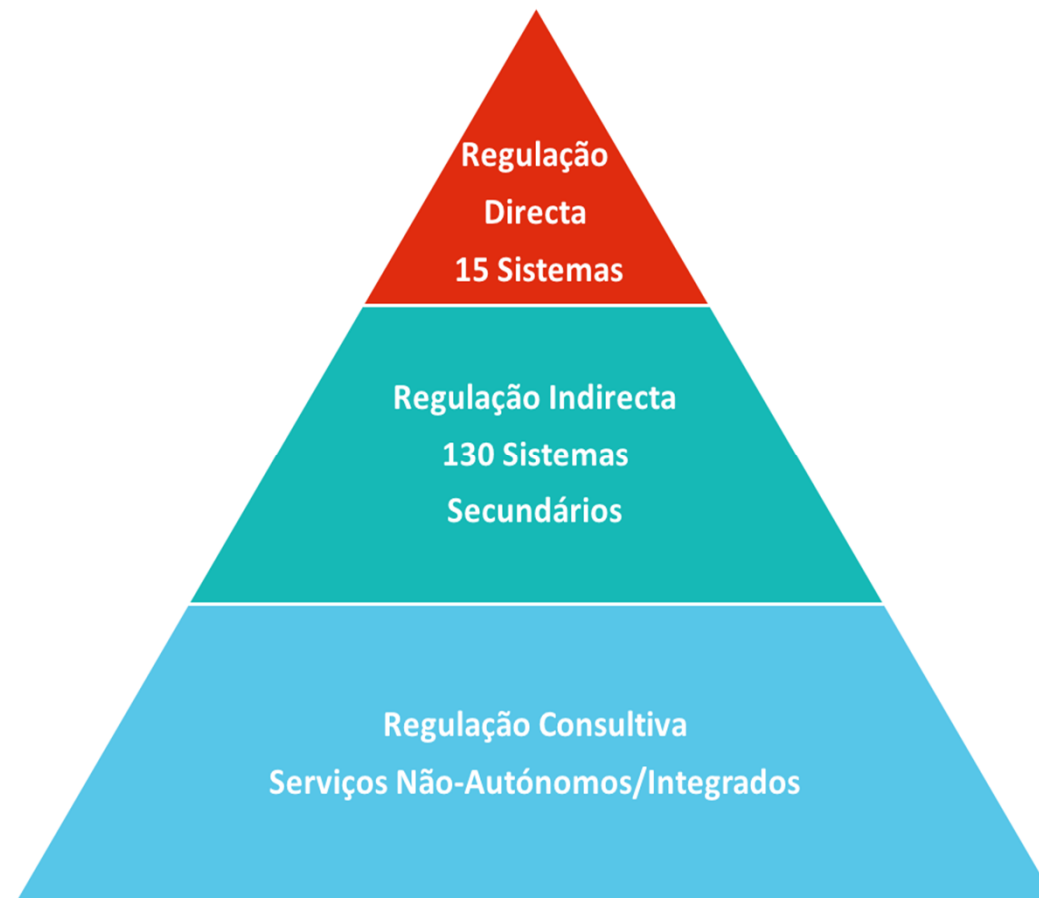 Regulação
Directa
15 Sistemas
Regulação Indirecta
130 Sistemas
Secundários
Regulação Consultiva
Serviços Não-Autónomos/Integrados